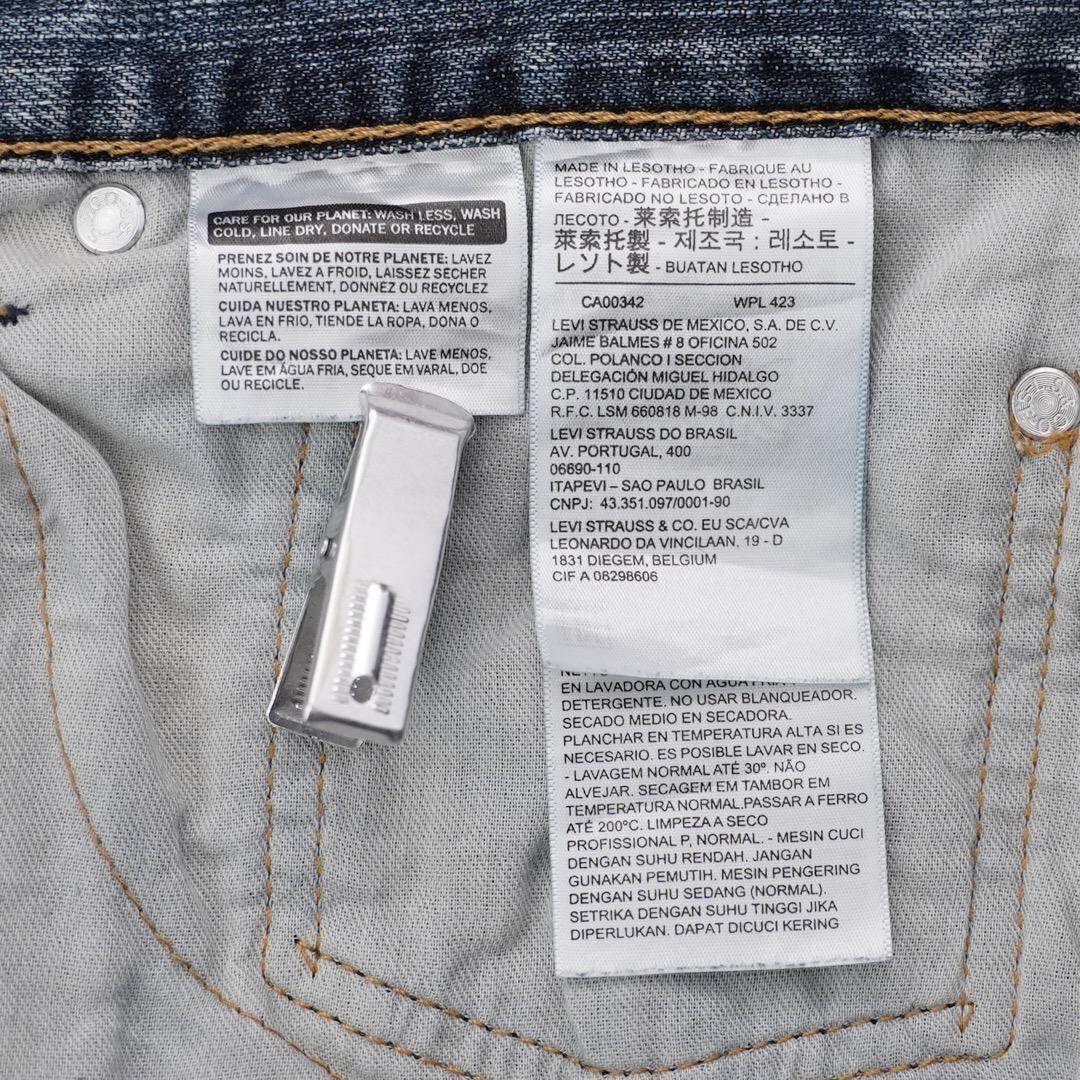 CARE FOR OUR PLANET: WASH LESS, WASH
COLD, LINE DRY, DONATE OR RECYCLE
PRENEZ SOIN DE NOTRE PLANETE: LAVEZ
MOINS, LAVEZ A FROID, LAISSEZ SECHER
NATURELLEMENT, DONNEZ OU RECYCLEZ
CUIDA NUESTRO PLANETA: LAVA MENOS,
LAVA EN FRIO, TIENDE LA ROPA, DONA O
RECICLA.
CUIDE DO NOSSO PLANETA: LAVE MENOS,
LAVE EM ÁGUA FRIA, SEQUE EM VARAL, DOE
OU RECICLE.
MADE IN LESOTHO - FABRIQUE AU
LESOTHO - FABRICADO EN LESOTHO -
FABRICADO NO LESOTO - СДЕЛАНО В
ЛЕСОТО - 莱索托制造 -
萊索托製 - 제조국 : 레소토 -
レソト製 - BUATAN LESOTHO
CA00342 WPL 423
LEVI STRAUSS DE MEXICO, S.A. DE C.V.
JAIME BALMES # 8 OFICINA 502
COL. POLANCO I SECCION
DELEGACIÓN MIGUEL HIDALGO
C.P. 11510 CIUDAD DE MEXICO
R.F.C. LSM 660818 M-98 C.N.I.V. 3337
LEVI STRAUSS DO BRASIL
AV. PORTUGAL, 400
06690-110
ITAPEVI – SAO PAULO BRASIL
CNPJ: 43.351.097/0001-90
LEVI STRAUSS & CO. EU SCA/CVA
LEONARDO DA VINCILAAN, 19 - D
1831 DIEGEM, BELGIUM
CIF A 08298606
EN LAVADORA CON AGUA FRIA
DETERGENTE. NO USAR BLANQUEADOR.
SECADO MEDIO EN SECADORA.
PLANCHAR EN TEMPERATURA ALTA SI ES
NECESARIO. ES POSIBLE LAVAR EN SECO.
- LAVAGEM NORMAL ATÉ 30º. NÃO
ALVEJAR. SECAGEM EM TAMBOR EM
TEMPERATURA NORMAL.PASSAR A FERRO
ATÉ 200ºC. LIMPEZA A SECO
PROFISSIONAL P, NORMAL. - MESIN CUCI
DENGAN SUHU RENDAH. JANGAN
GUNAKAN PEMUTIH. MESIN PENGERING
DENGAN SUHU SEDANG (NORMAL).
SETRIKA DENGAN SUHU TINGGI JIKA
DIPERLUKAN. DAPAT DICUCI KERING